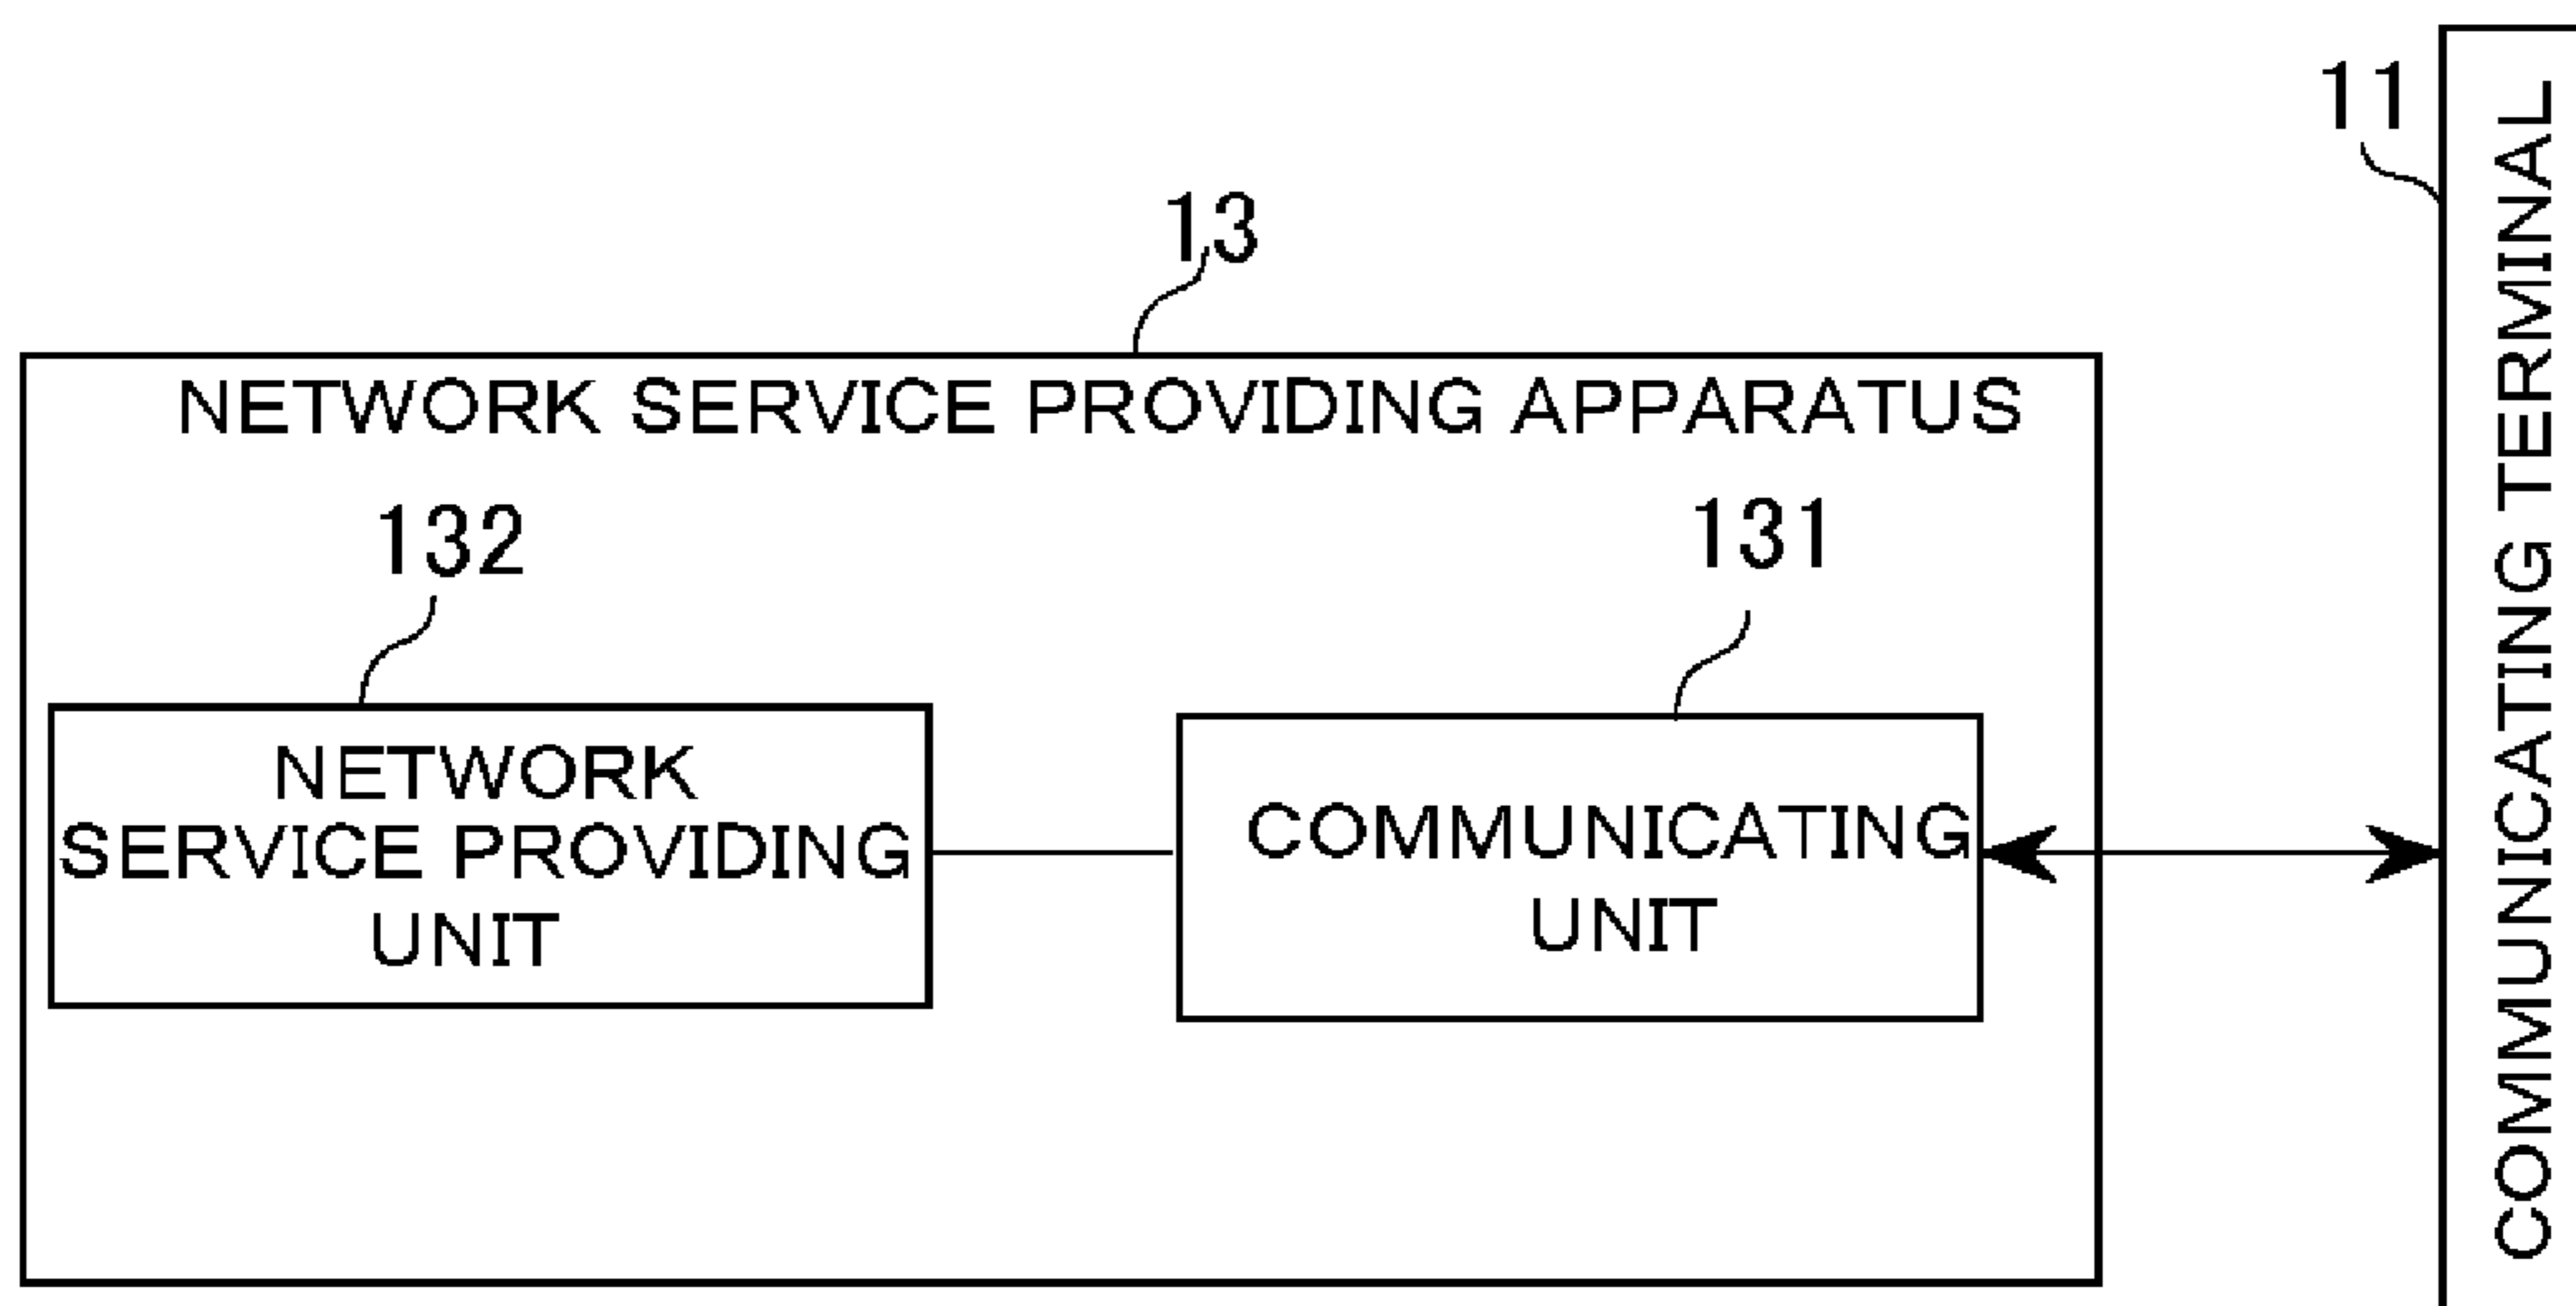 11
13
NETWORK SERVICE PROVIDING APPARATUS
132
131
NETWORK
SERVICE PROVIDING
UNIT
COMMUNICATING
UNIT
COMMUNICATING TERMINAL